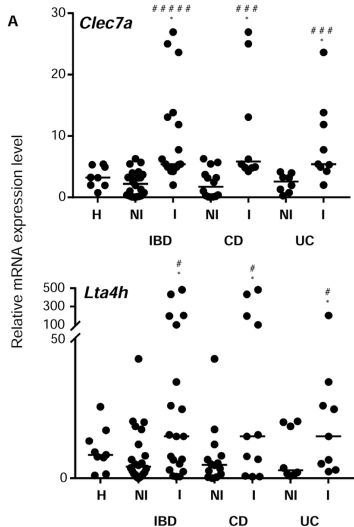 A
Clec7a
# # # # #
*
# # #
*
# # #
*
30
20
10
0
H NI I NI I NI I
IBD CD UC
Relative mRNA expression level
Lta4h
#
*
#
*
#
*
500
300
100
50
0
H NI I NI I NI I
IBD CD UC